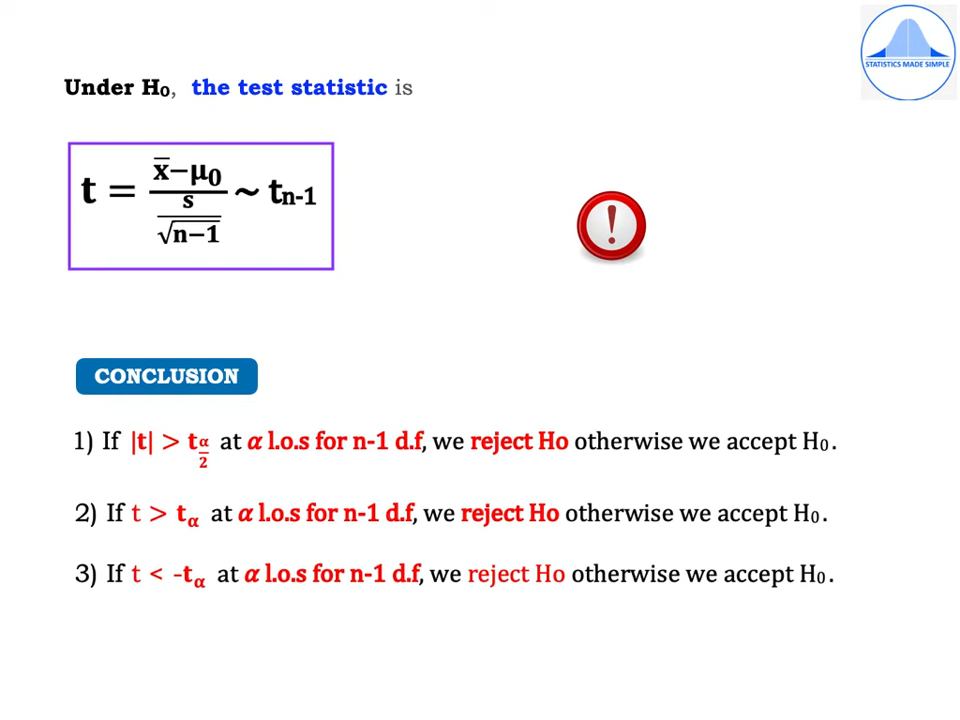 STATISTICS MADE SIMPLE
Under H₀, the test statistic is
t = (x̄−μ₀)/(s/√(n−1)) ~ tₙ₋₁
CONCLUSION
1) If |t| > t_(α/2) at α l.o.s for n-1 d.f, we reject Ho otherwise we accept H₀.
2) If t > t_α at α l.o.s for n-1 d.f, we reject Ho otherwise we accept H₀.
3) If t < -t_α at α l.o.s for n-1 d.f, we reject Ho otherwise we accept H₀.